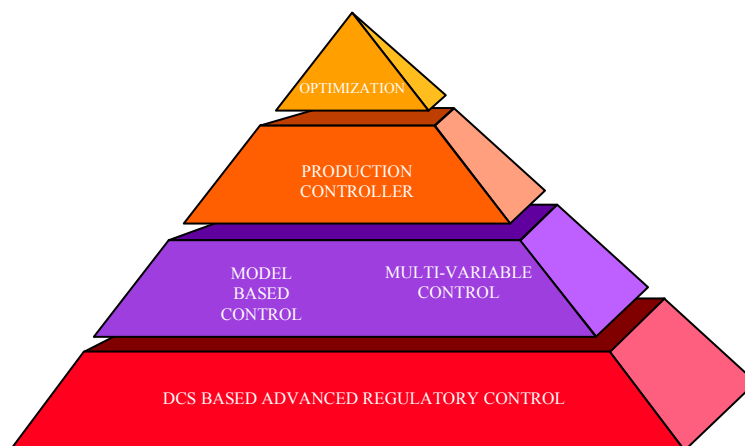 OPTIMIZATION
PRODUCTION
CONTROLLER
MODEL
BASED
CONTROL
MULTI-VARIABLE
CONTROL
DCS BASED ADVANCED REGULATORY CONTROL